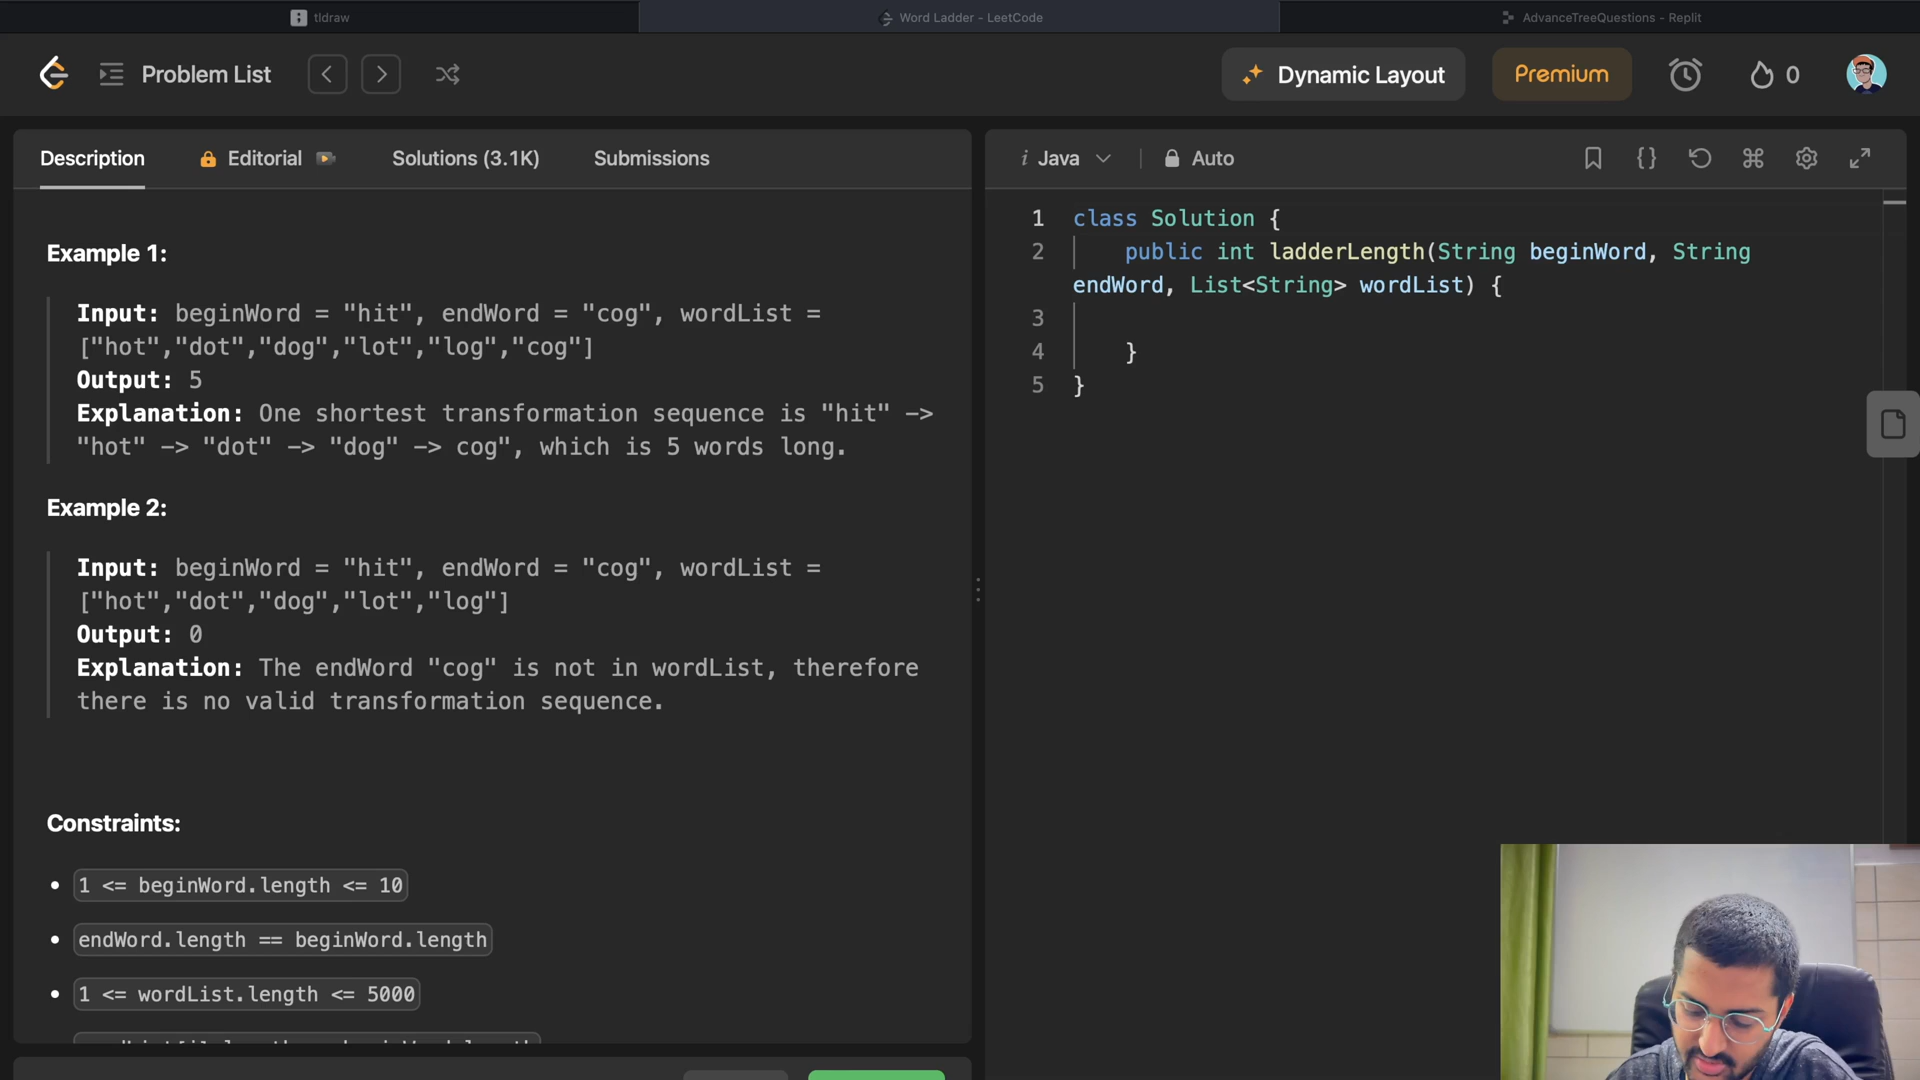 tldraw
Word Ladder - LeetCode
AdvanceTreeQuestions - Replit
Problem List
Dynamic Layout
Premium
0
Description
Editorial
Solutions (3.1K)
Submissions
Example 1:
Input: beginWord = "hit", endWord = "cog", wordList =
["hot","dot","dog","lot","log","cog"]
Output: 5
Explanation: One shortest transformation sequence is "hit" ->
"hot" -> "dot" -> "dog" -> cog", which is 5 words long.
Example 2:
Input: beginWord = "hit", endWord = "cog", wordList =
["hot","dot","dog","lot","log"]
Output: 0
Explanation: The endWord "cog" is not in wordList, therefore
there is no valid transformation sequence.
Constraints:
1 <= beginWord.length <= 10
endWord.length == beginWord.length
1 <= wordList.length <= 5000
i Java
Auto
1 class Solution {
2 public int ladderLength(String beginWord, String
endWord, List<String> wordList) {
3
4 }
5 }